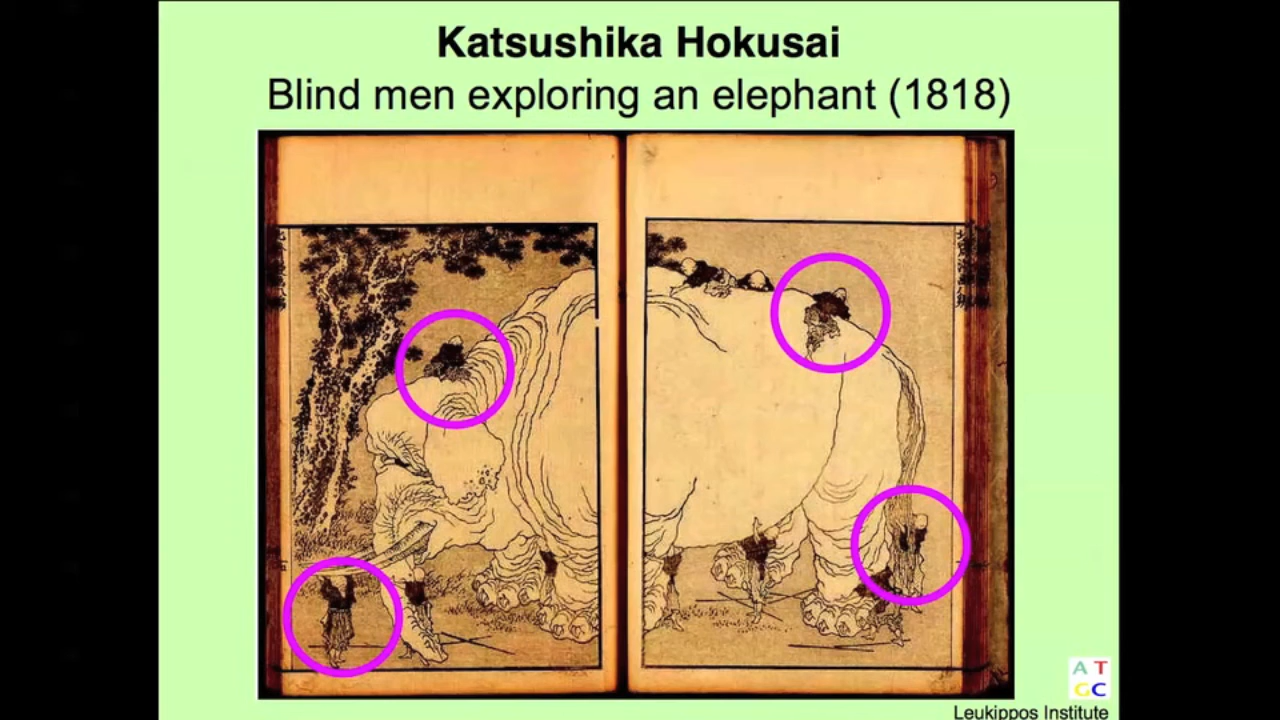 Katsushika Hokusai
Blind men exploring an elephant (1818)
A T
G C
Leukippos Institute